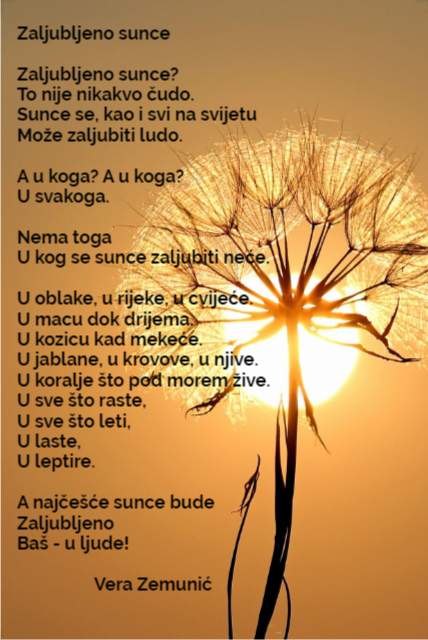 Zaljubljeno sunce
Zaljubljeno sunce?
To nije nikakvo čudo.
Sunce se, kao i svi na svijetu
Može zaljubiti ludo.
A u koga? A u koga?
U svakoga.
Nema toga
U kog se sunce zaljubiti neće.
U oblake, u rijeke, u cvijeće.
U macu dok drijema,
U kozicu kad mekeće.
U jablane, u krovove, u njive.
U koralje što pod morem žive.
U sve što raste,
U sve što leti,
U laste,
U leptire.
A najčešće sunce bude
Zaljubljeno
Baš - u ljude!
Vera Zemunić